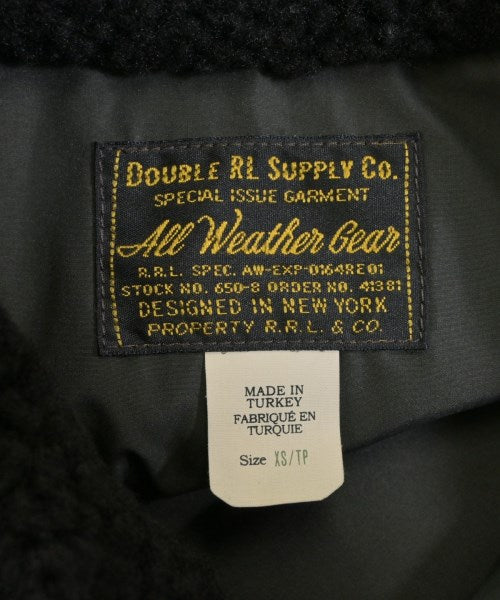 DOUBLE RL SUPPLY CO.
SPECIAL ISSUE GARMENT
All Weather Gear
R.R.L. SPEC. AW-EXP-0164RE01
STOCK NO. 650-8 ORDER NO. 41381
DESIGNED IN NEW YORK
PROPERTY R.R.L. & CO.
MADE IN
TURKEY
FABRIQUÉ EN
TURQUIE
Size XS/TP